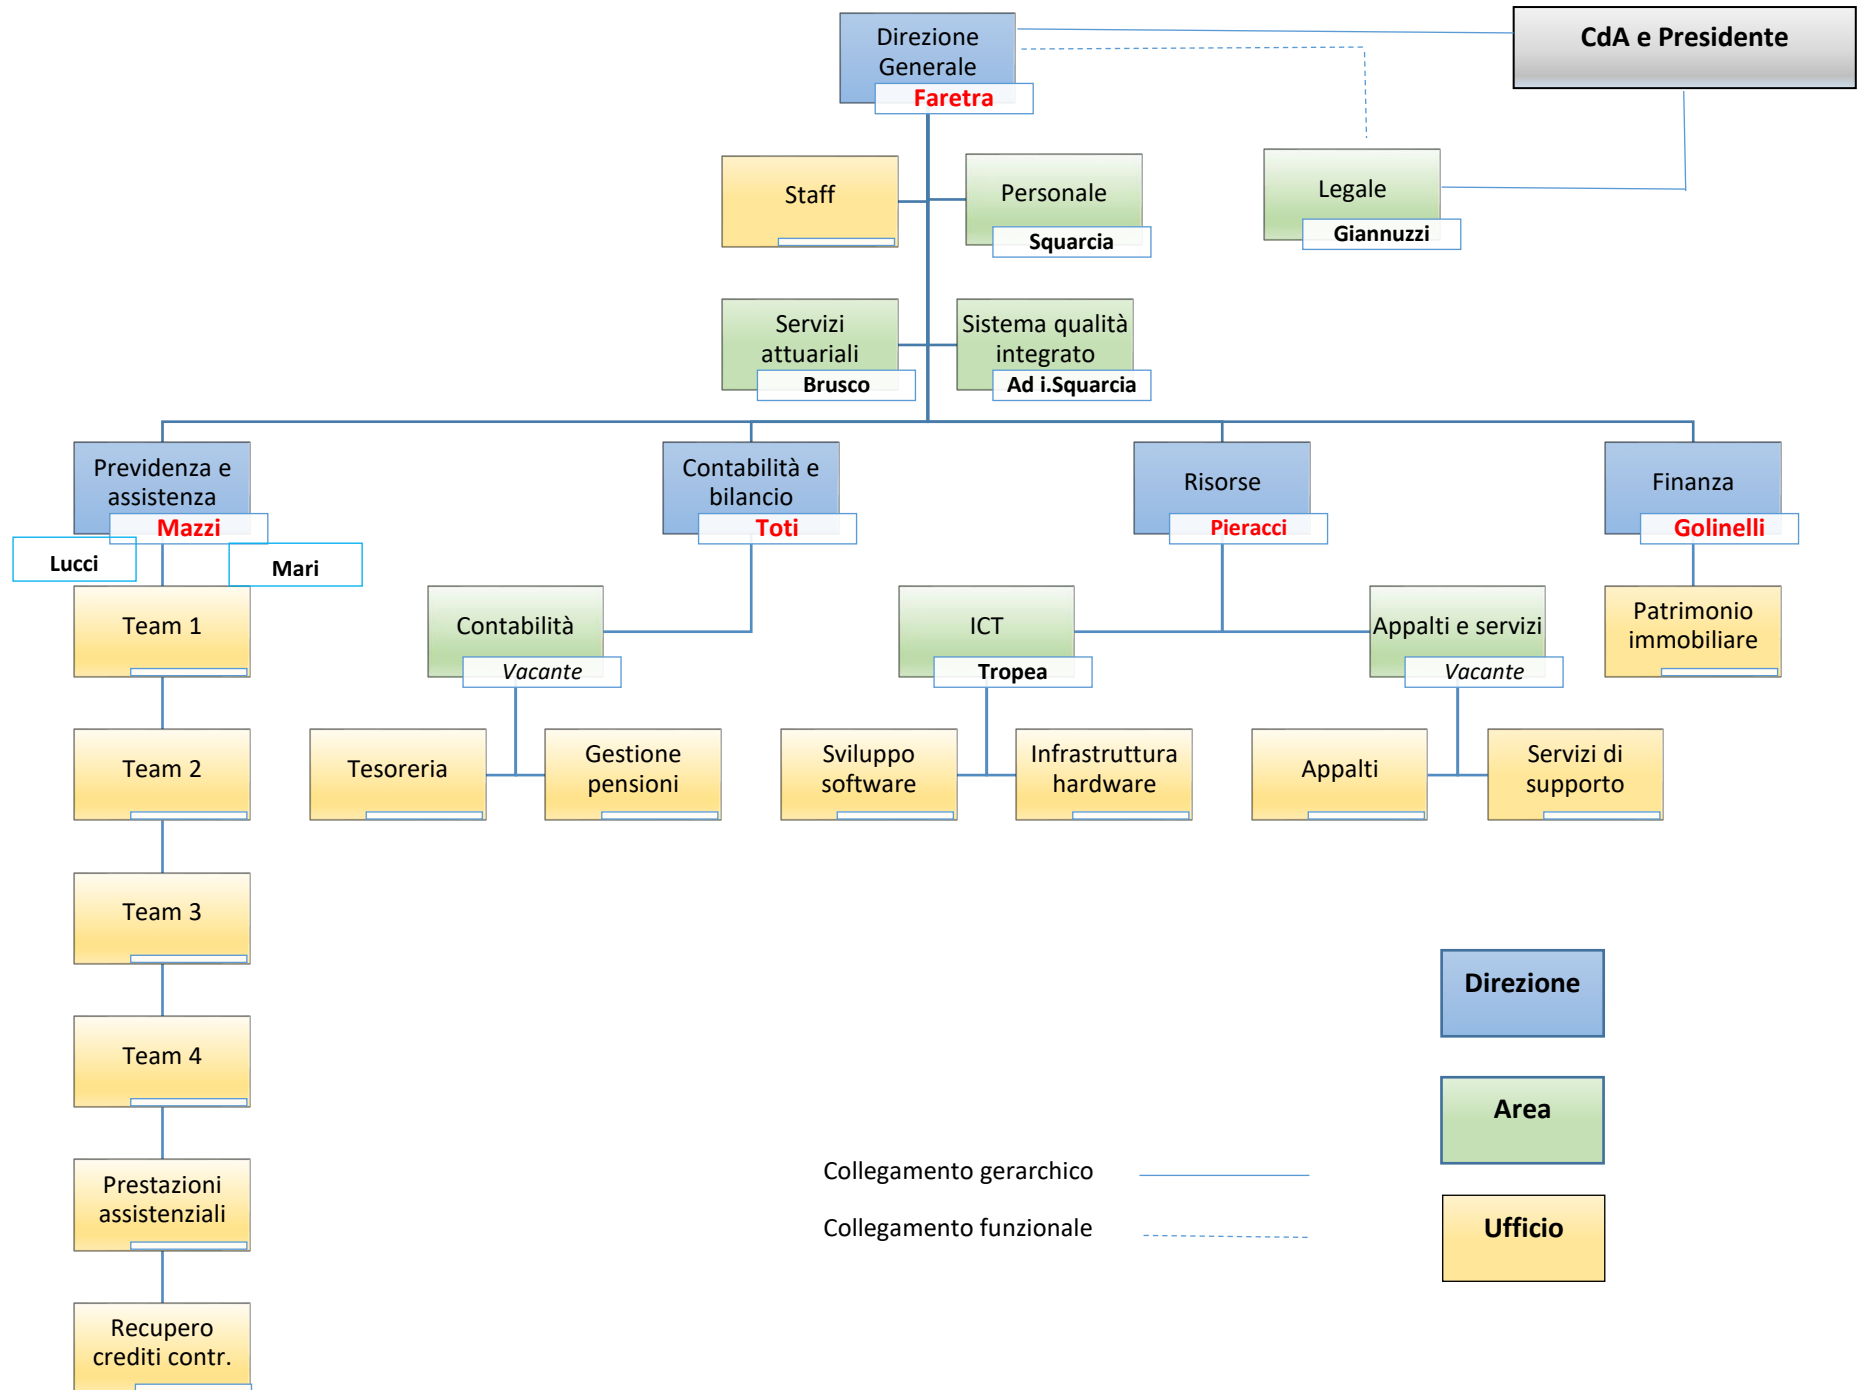 Direzione
Generale
Faretra
CdA e Presidente
Staff
Personale
Squarcia
Legale
Giannuzzi
Servizi
attuariali
Brusco
Sistema qualità
integrato
Ad i.Squarcia
Previdenza e
assistenza
Mazzi
Lucci
Mari
Contabilità e
bilancio
Toti
Risorse
Pieracci
Finanza
Golinelli
Team 1
Contabilità
Vacante
ICT
Tropea
Appalti e servizi
Vacante
Patrimonio
immobiliare
Team 2
Tesoreria
Gestione
pensioni
Sviluppo
software
Infrastruttura
hardware
Appalti
Servizi di
supporto
Team 3
Team 4
Prestazioni
assistenziali
Recupero
crediti contr.
Direzione
Area
Ufficio
Collegamento gerarchico
Collegamento funzionale